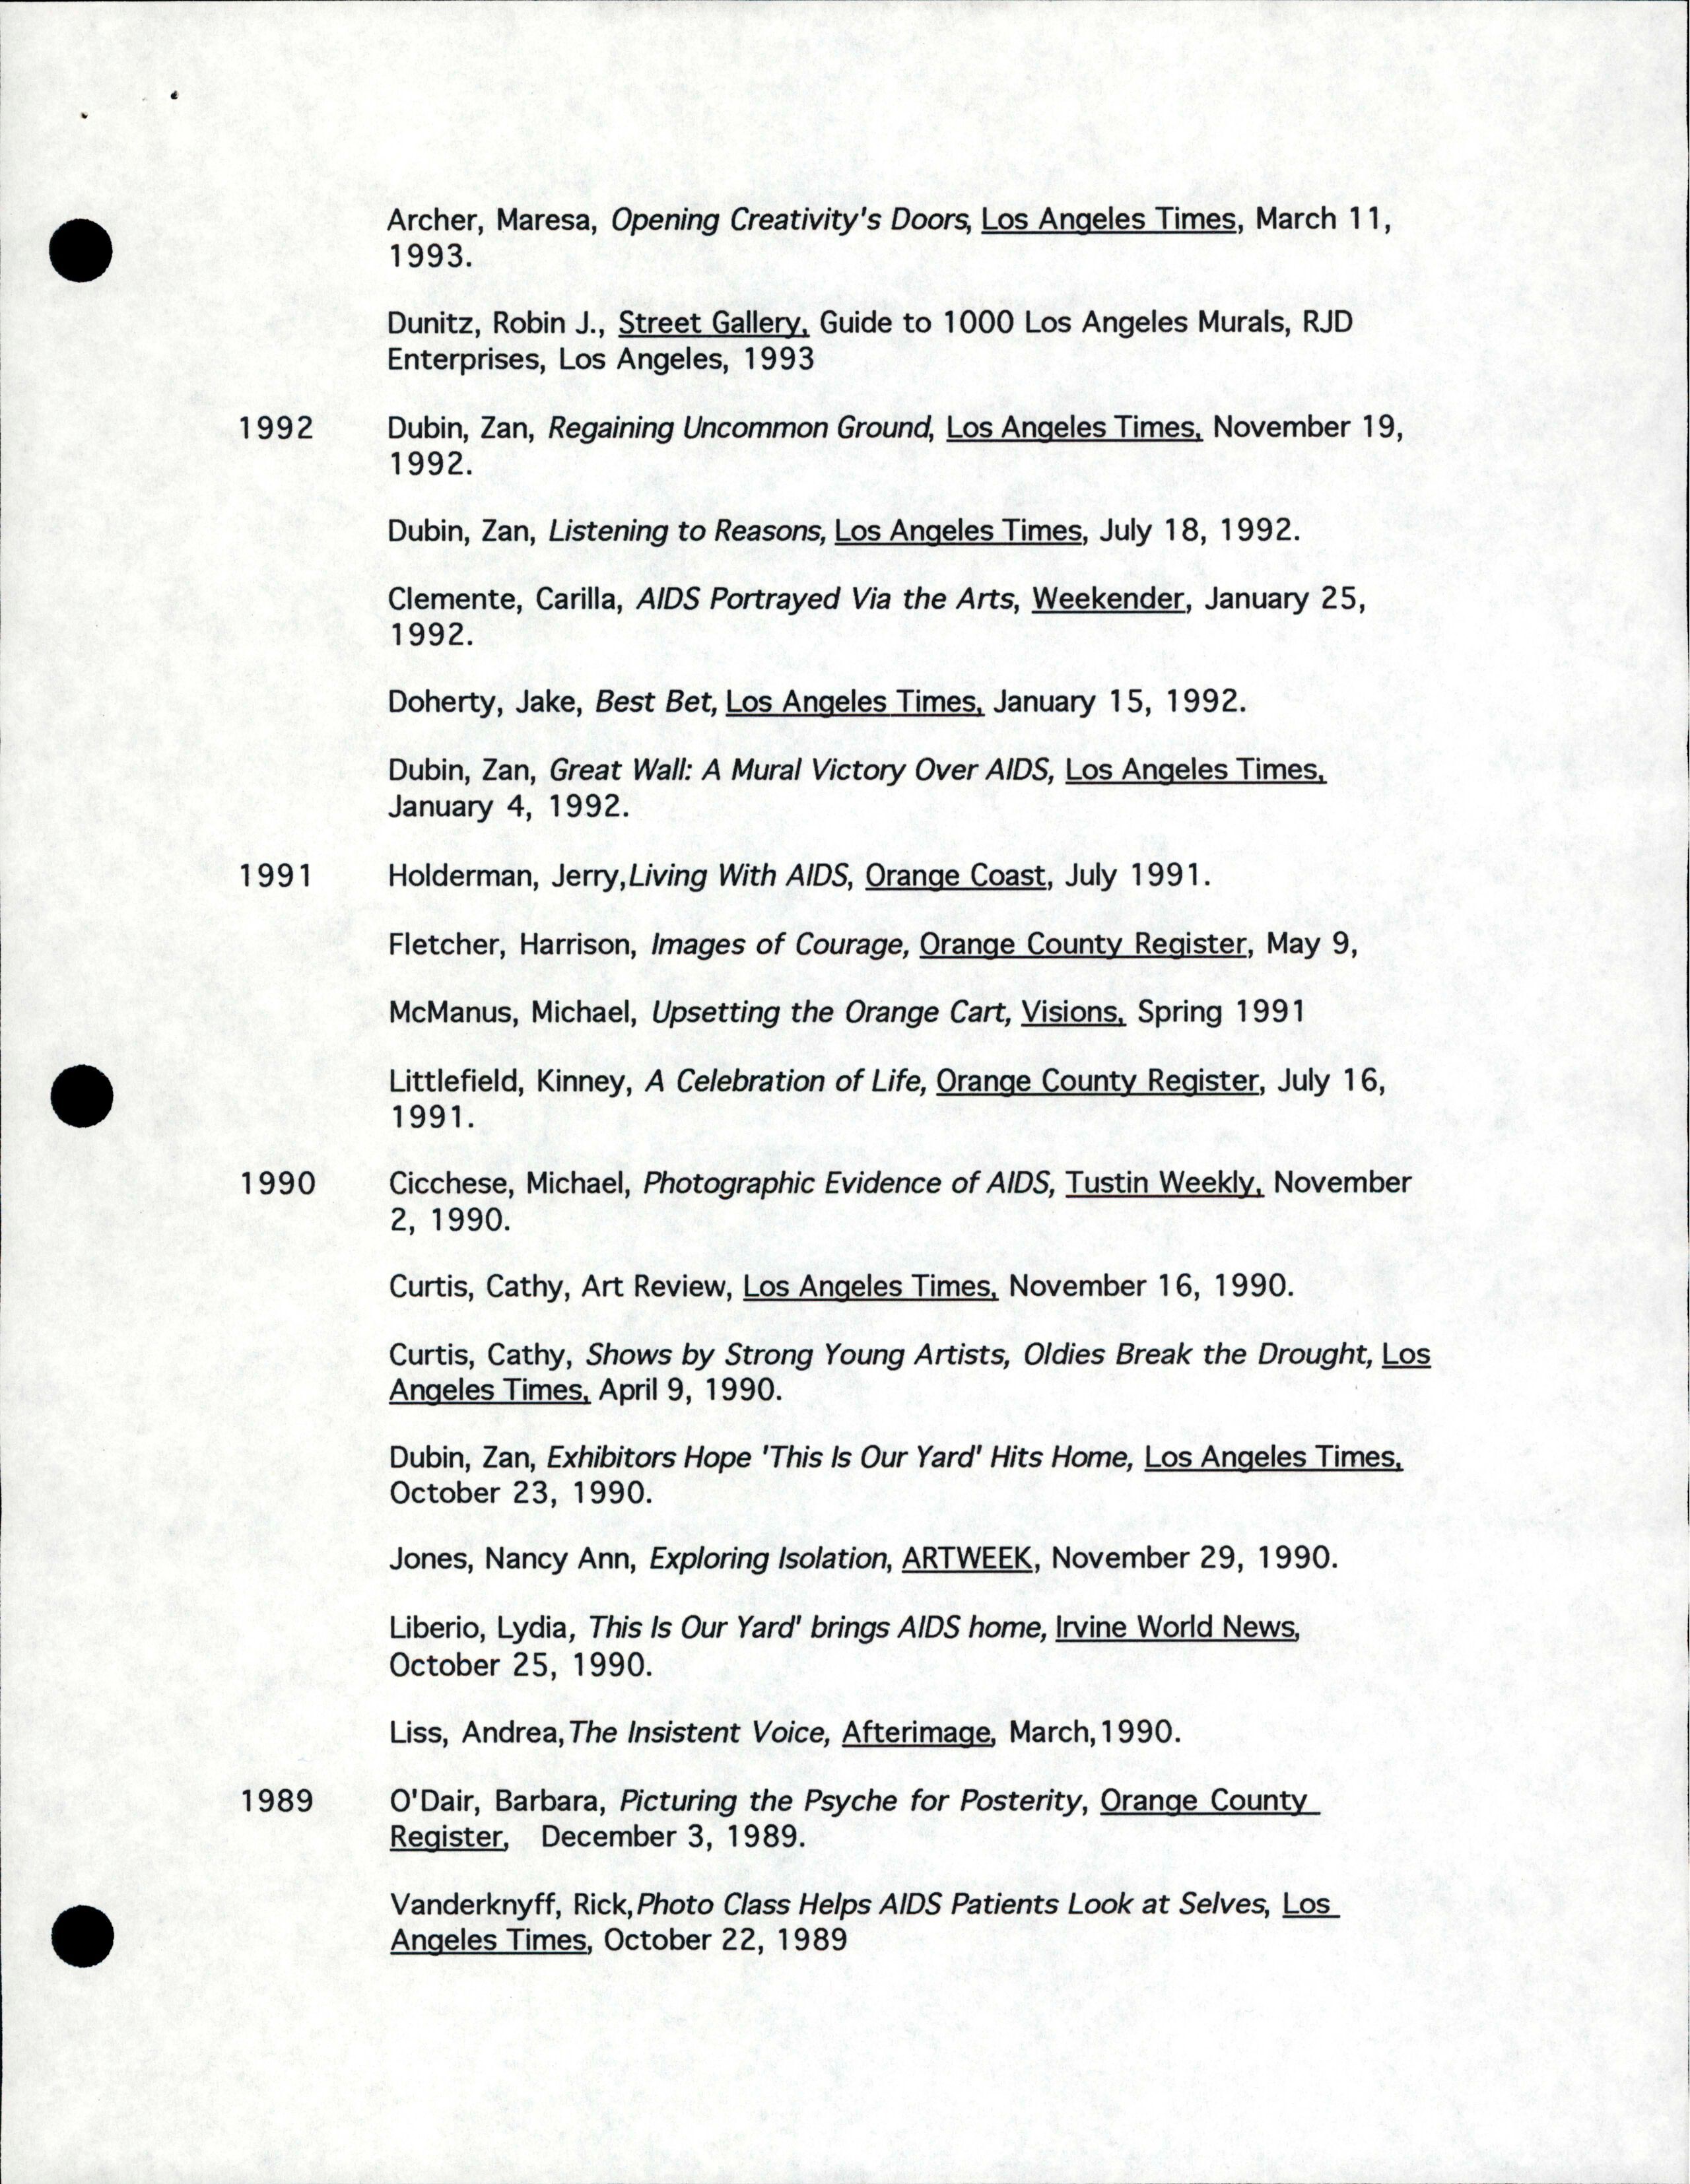 Archer, Maresa, Opening Creativity's Doors, Los Angeles Times, March 11,
1993.
Dunitz, Robin J., Street Gallery, Guide to 1000 Los Angeles Murals, RJD
Enterprises, Los Angeles, 1993
1992 Dubin, Zan, Regaining Uncommon Ground, Los Angeles Times, November 19,
1992.
Dubin, Zan, Listening to Reasons, Los Angeles Times, July 18, 1992.
Clemente, Carilla, AIDS Portrayed Via the Arts, Weekender, January 25,
1992.
Doherty, Jake, Best Bet, Los Angeles Times, January 15, 1992.
Dubin, Zan, Great Wall: A Mural Victory Over AIDS, Los Angeles Times,
January 4, 1992.
1991 Holderman, Jerry,Living With AIDS, Orange Coast, July 1991.
Fletcher, Harrison, Images of Courage, Orange County Register, May 9,
McManus, Michael, Upsetting the Orange Cart, Visions, Spring 1991
Littlefield, Kinney, A Celebration of Life, Orange County Register, July 16,
1991.
1990 Cicchese, Michael, Photographic Evidence of AIDS, Tustin Weekly, November
2, 1990.
Curtis, Cathy, Art Review, Los Angeles Times, November 16, 1990.
Curtis, Cathy, Shows by Strong Young Artists, Oldies Break the Drought, Los
Angeles Times, April 9, 1990.
Dubin, Zan, Exhibitors Hope 'This Is Our Yard' Hits Home, Los Angeles Times,
October 23, 1990.
Jones, Nancy Ann, Exploring Isolation, ARTWEEK, November 29, 1990.
Liberio, Lydia, This Is Our Yard' brings AIDS home, Irvine World News,
October 25, 1990.
Liss, Andrea,The Insistent Voice, Afterimage, March,1990.
1989 O'Dair, Barbara, Picturing the Psyche for Posterity, Orange County
Register, December 3, 1989.
Vanderknyff, Rick,Photo Class Helps AIDS Patients Look at Selves, Los
Angeles Times, October 22, 1989